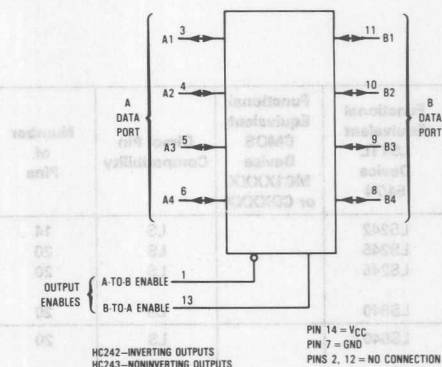 A1 3
11 B1
A2 4
10 B2
A
DATA
PORT
B
DATA
PORT
A3 5
9 B3
A4 6
8 B4
OUTPUT
ENABLES
A-TO-B ENABLE 1
B-TO-A ENABLE 13
PIN 14 = VCC
PIN 7 = GND
PINS 2, 12 = NO CONNECTION
HC242–INVERTING OUTPUTS
HC243–NONINVERTING OUTPUTS